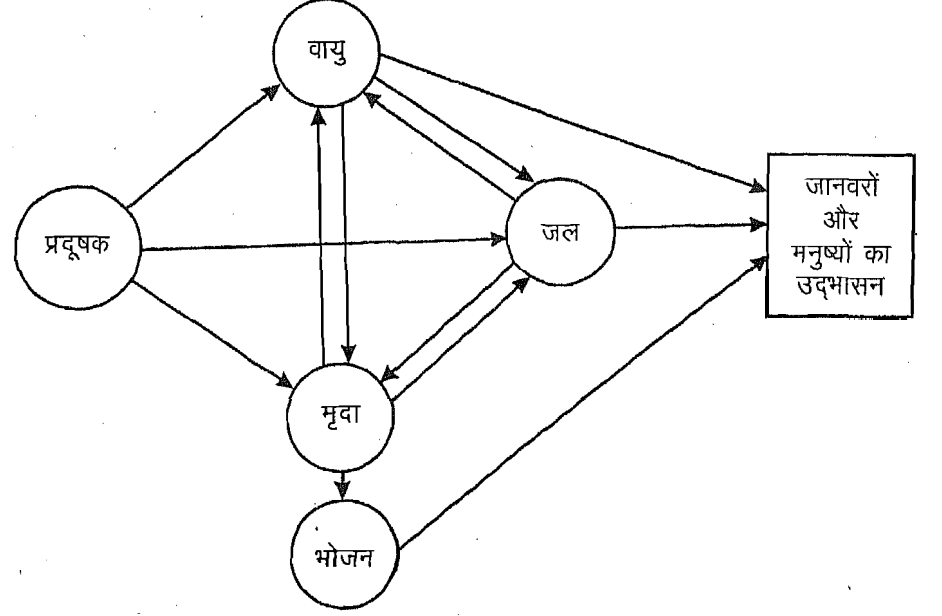 वायु
प्रदूषक
जल
जानवरों
और
मनुष्यों का
उद्भासन
मृदा
भोजन